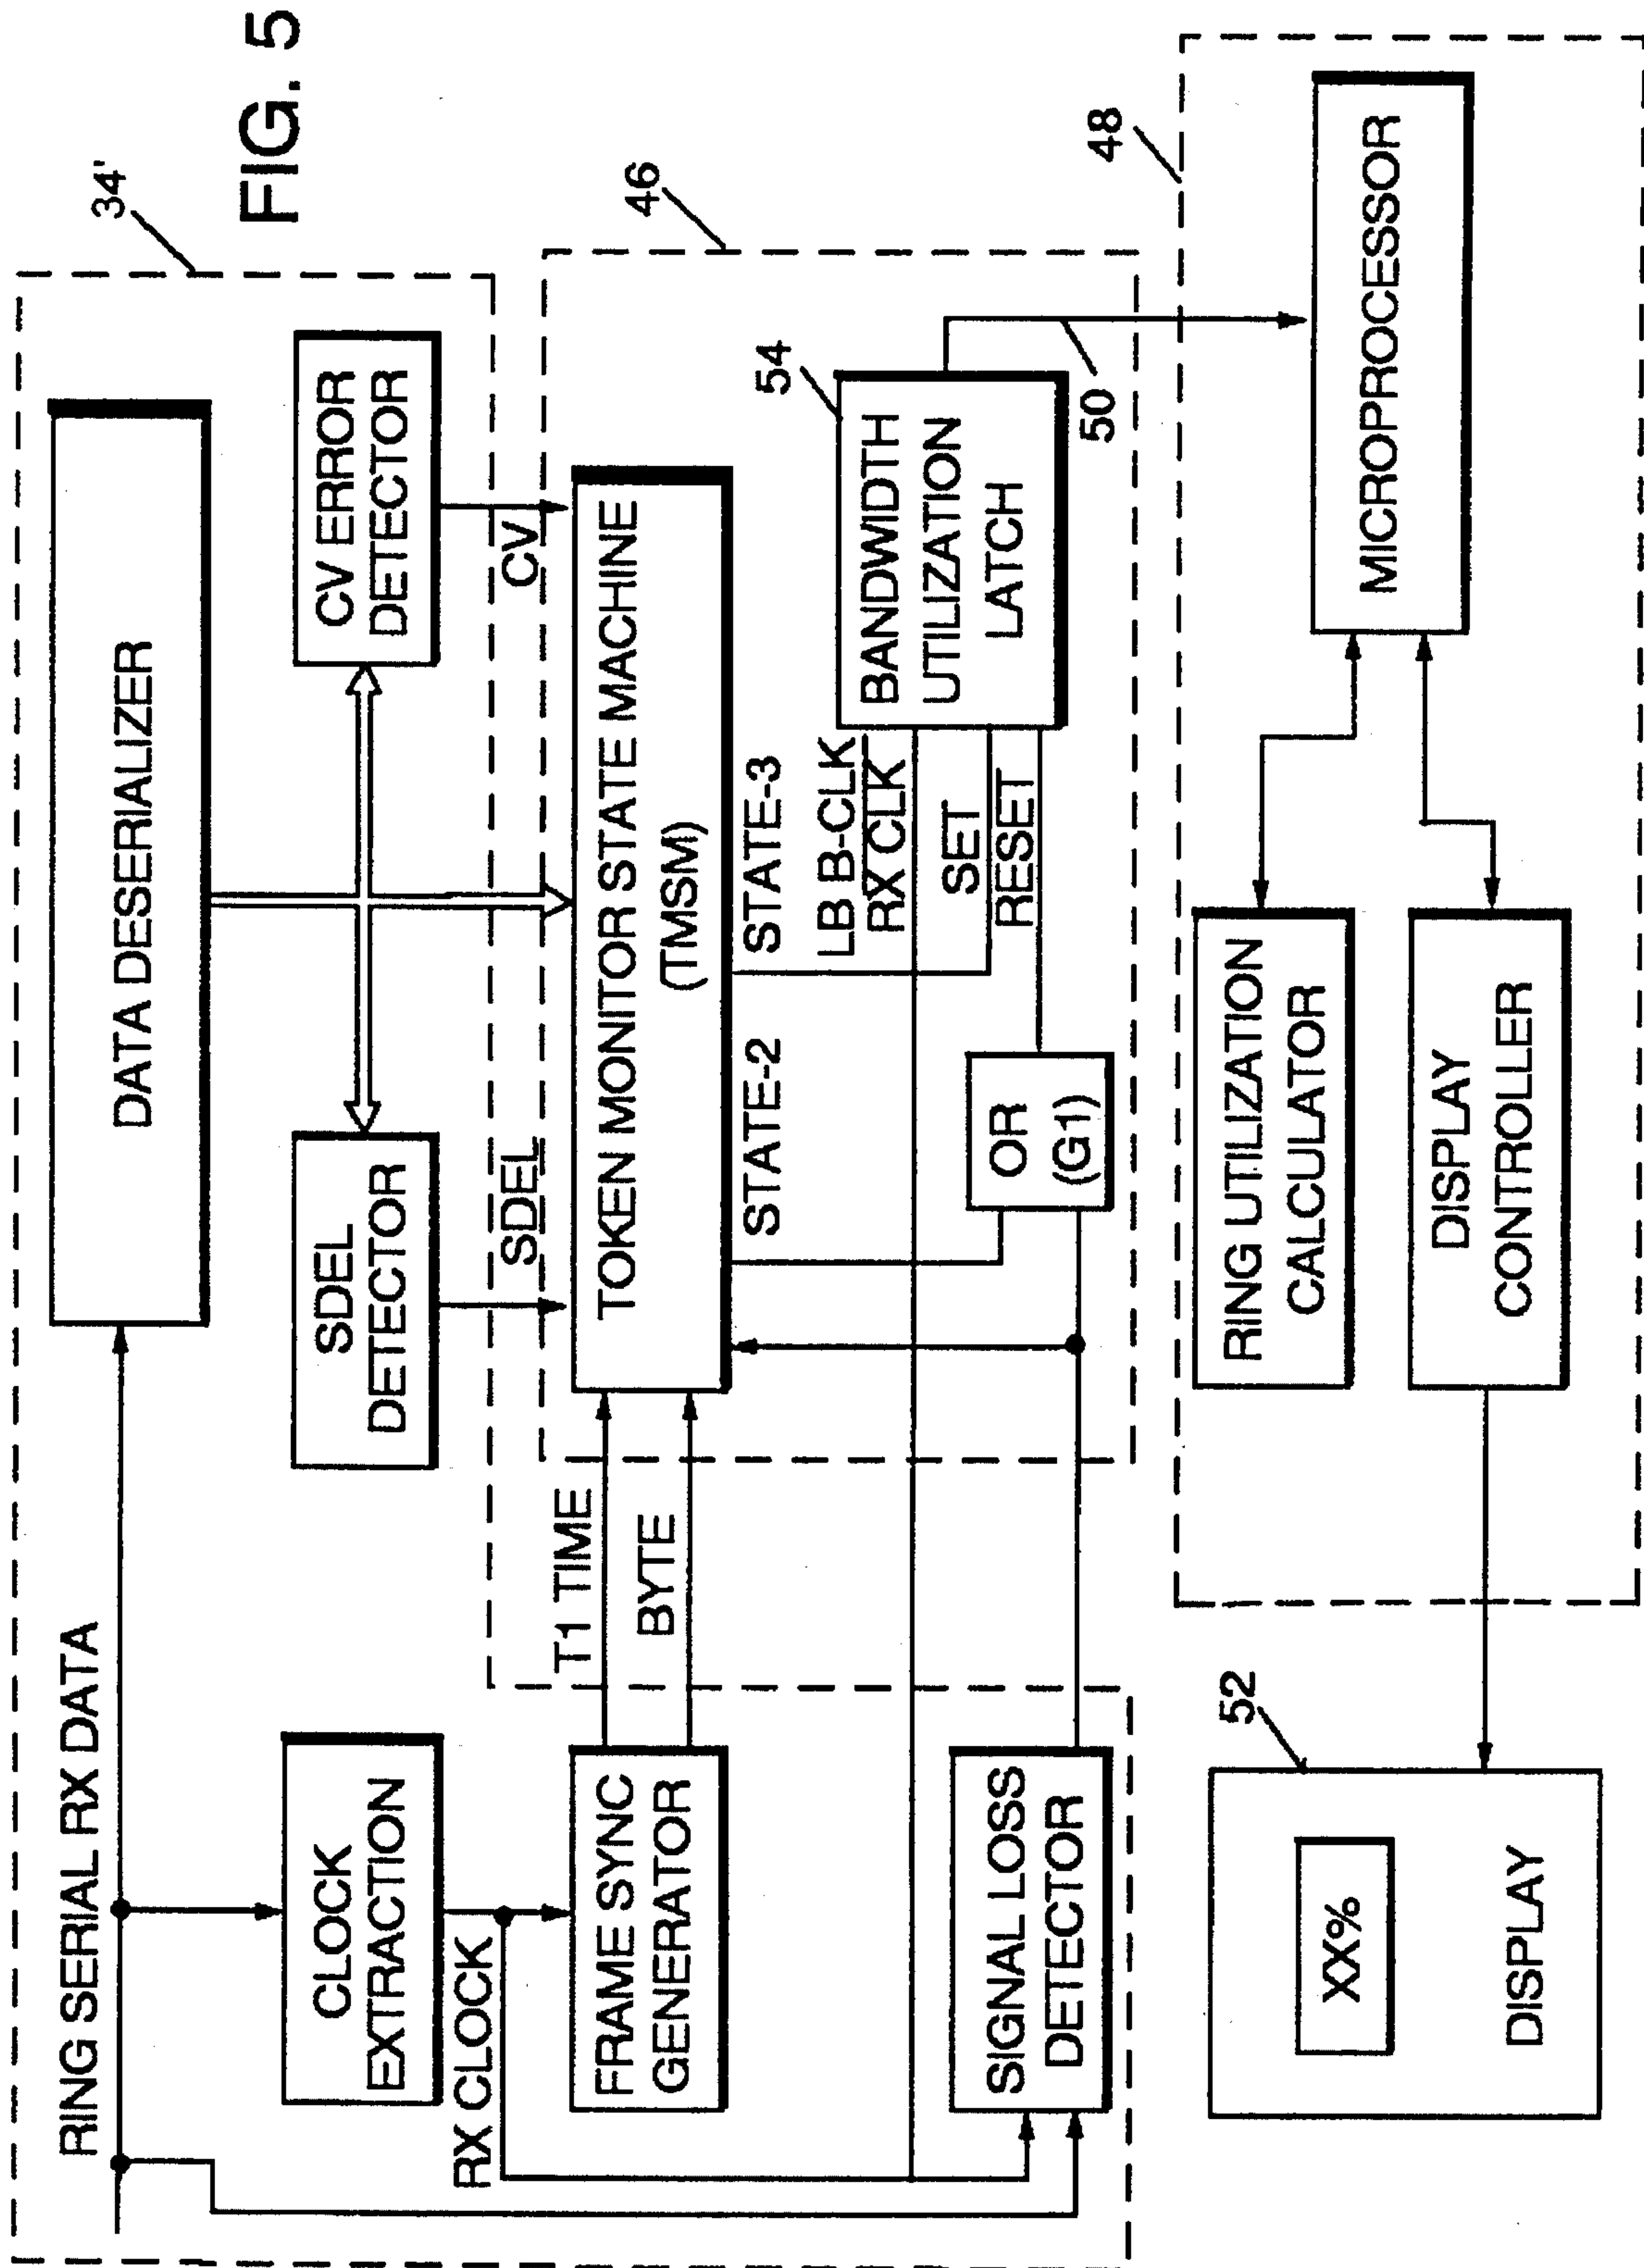 FIG. 5
34'
RING SERIAL RX DATA
DATA DESERIALIZER
CLOCK
EXTRACTION
SDEL
DETECTOR
CV ERROR
DETECTOR
RX CLOCK
SDEL
CV
46
T1 TIME
BYTE
FRAME SYNC
GENERATOR
TOKEN MONITOR STATE MACHINE
(TMSM)
STATE-2
STATE-3
LB B-CLK
RX CLK
SET
RESET
54
BANDWIDTH
UTILIZATION
LATCH
SIGNAL LOSS
DETECTOR
OR
(G1)
50
48
52
XX%
DISPLAY
RING UTILIZATION
CALCULATOR
DISPLAY
CONTROLLER
MICROPROCESSOR